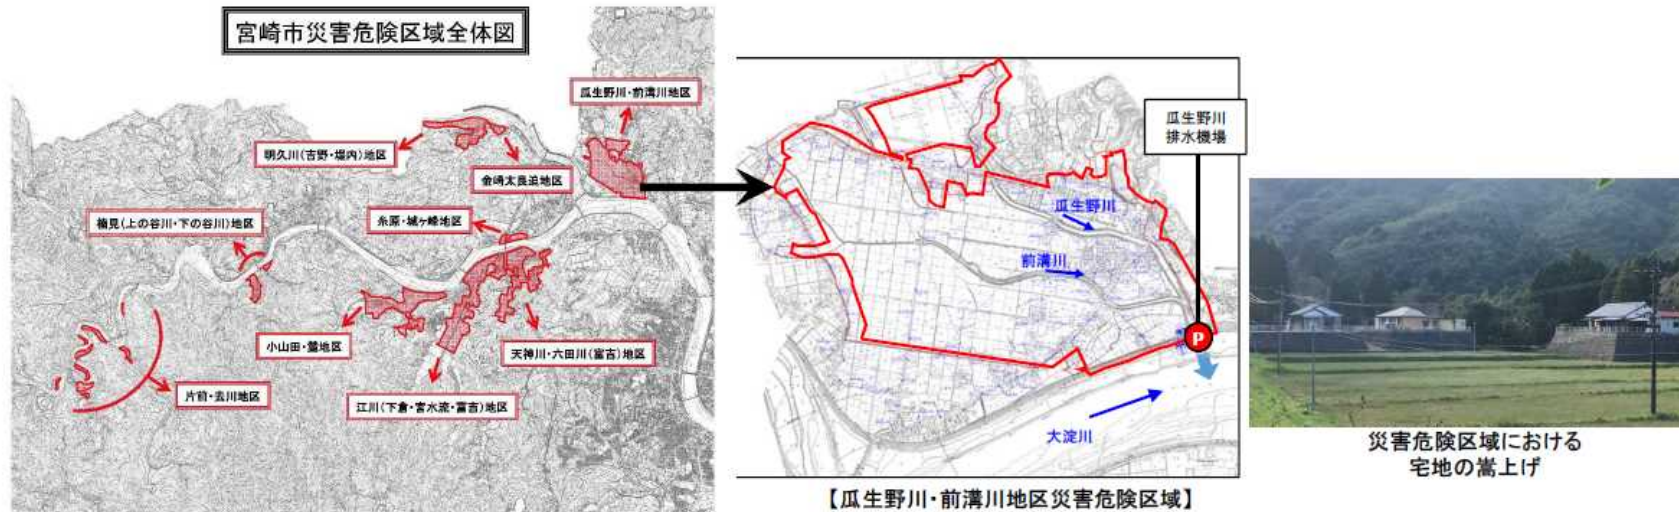 宮崎市災害危険区域全体図
瓜生野川・前溝川地区
明久川(吉野・堀内)地区
金崎太良迫地区
楠見(上の谷川・下の谷川)地区
糸原・城ヶ峰地区
小山田・麓地区
天神川・六田川(富吉)地区
片前・去川地区
江川(下倉・宮水流・富吉)地区
瓜生野川
排水機場
瓜生野川
前溝川
P
大淀川
【瓜生野川・前溝川地区災害危険区域】
災害危険区域における
宅地の嵩上げ